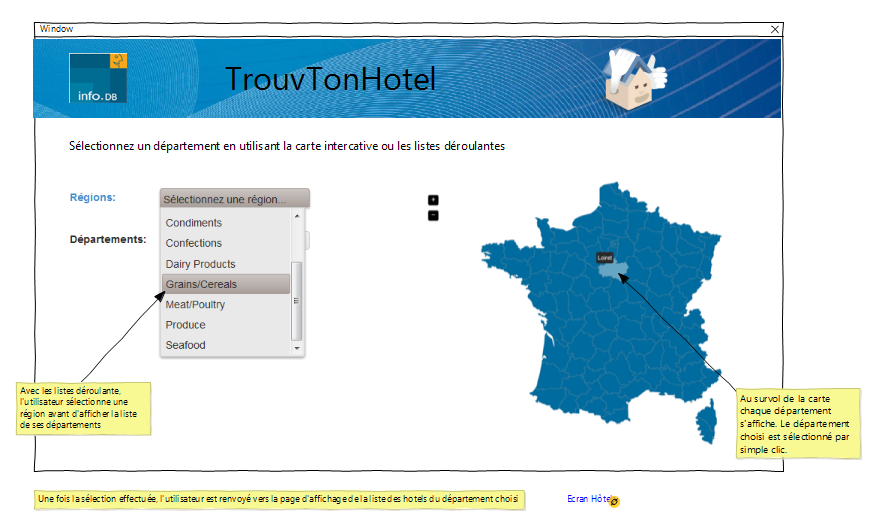 Window
info.DB
TrouvTonHotel
Sélectionnez un département en utilisant la carte intercative ou les listes déroulantes
Régions:
Sélectionnez une région...
Condiments
Confections
Dairy Products
Grains/Cereals
Meat/Poultry
Produce
Seafood
Départements:
+
-
Loiret
Avec les listes déroulante,
l'utilisateur sélectionne une
région avant d'afficher la liste
de ses départements
Au survol de la carte
chaque département
s'affiche. Le département
choisi est sélectionné par
simple clic.
Une fois la sélection effectuée, l'utilisateur est renvoyé vers la page d'affichage de la liste des hotels du département choisi
Ecran Hôtels